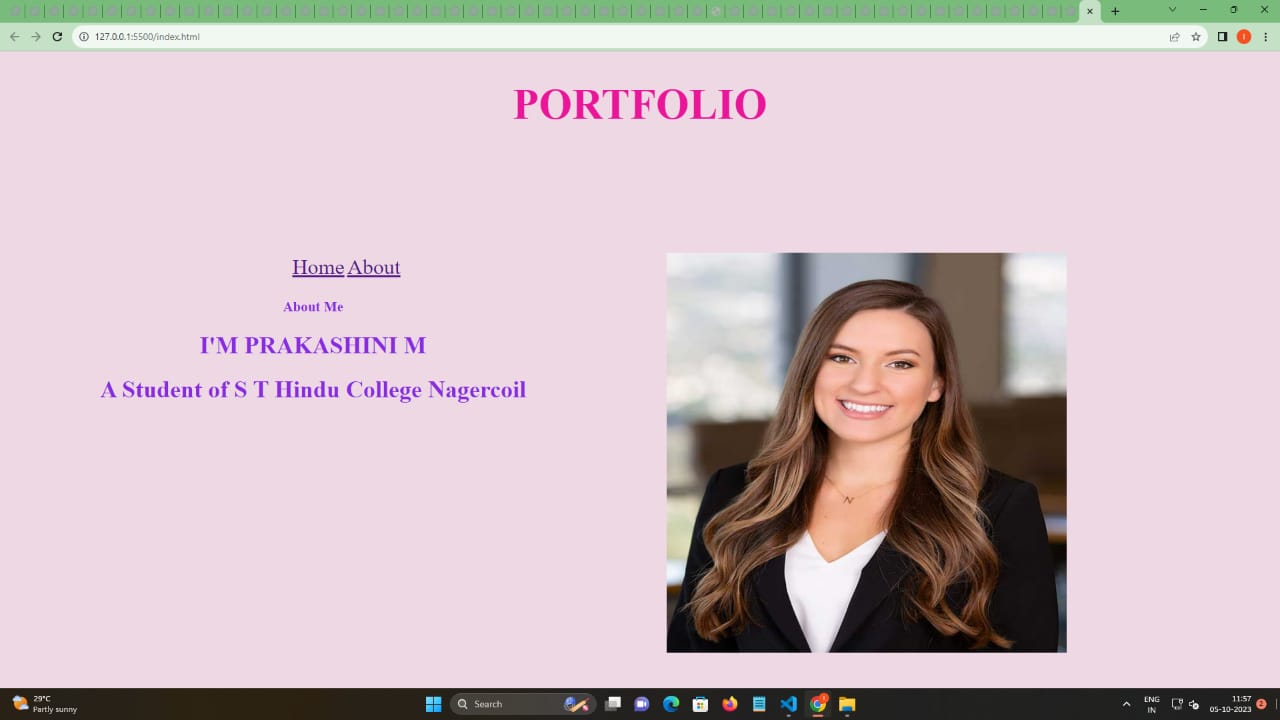 127.0.0.1:5500/index.html
PORTFOLIO
Home About
About Me
I'M PRAKASHINI M
A Student of S T Hindu College Nagercoil
N
29°C
Partly sunny
Search
ENG
IN
11:57
05-10-2023
2